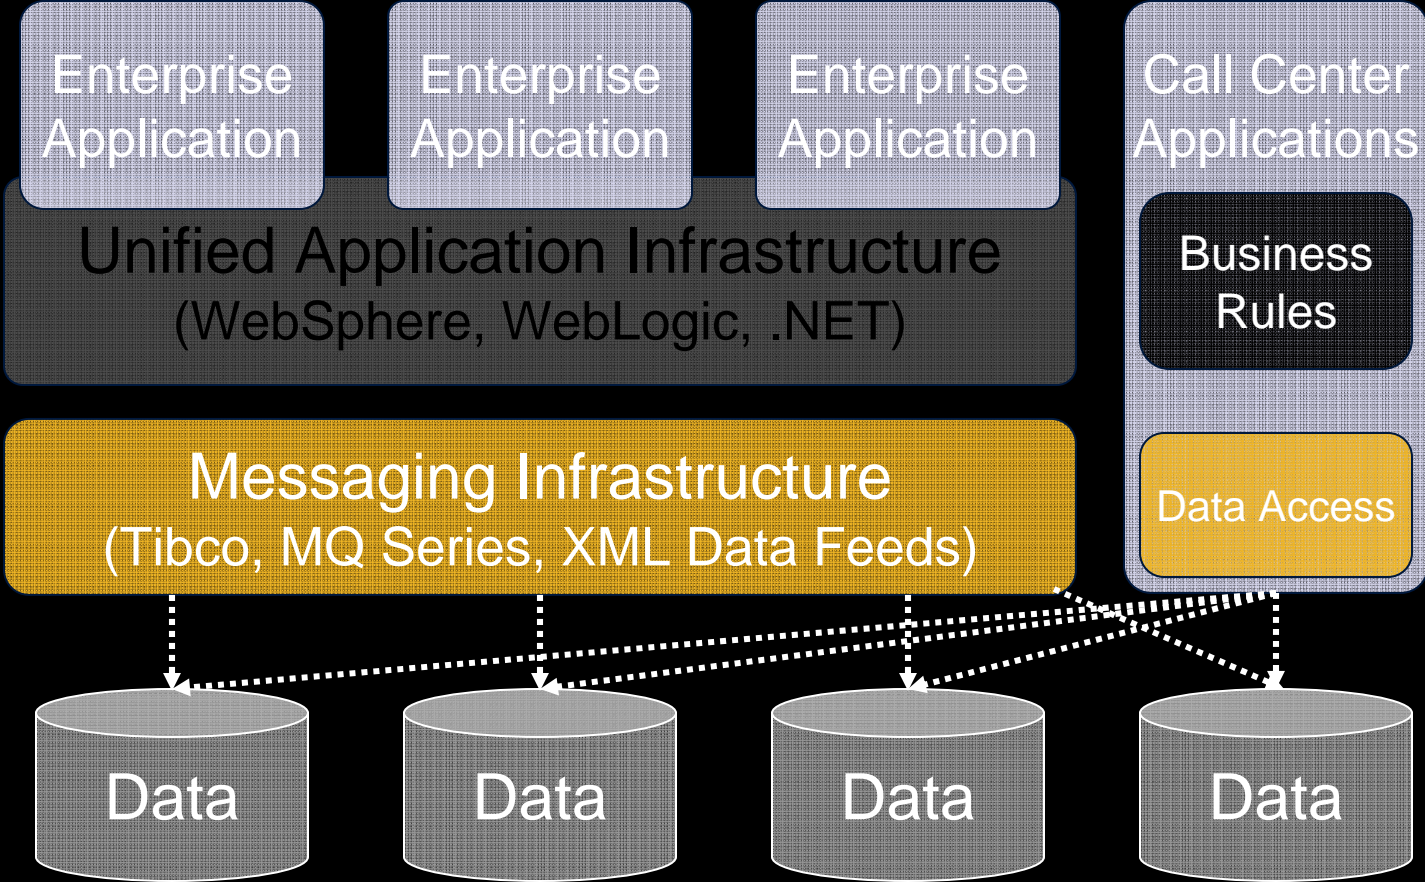 Enterprise
Application
Enterprise
Application
Enterprise
Application
Call Center
Applications
Unified Application Infrastructure
(WebSphere, WebLogic, .NET)
Business
Rules
Messaging Infrastructure
(Tibco, MQ Series, XML Data Feeds)
Data Access
Data
Data
Data
Data